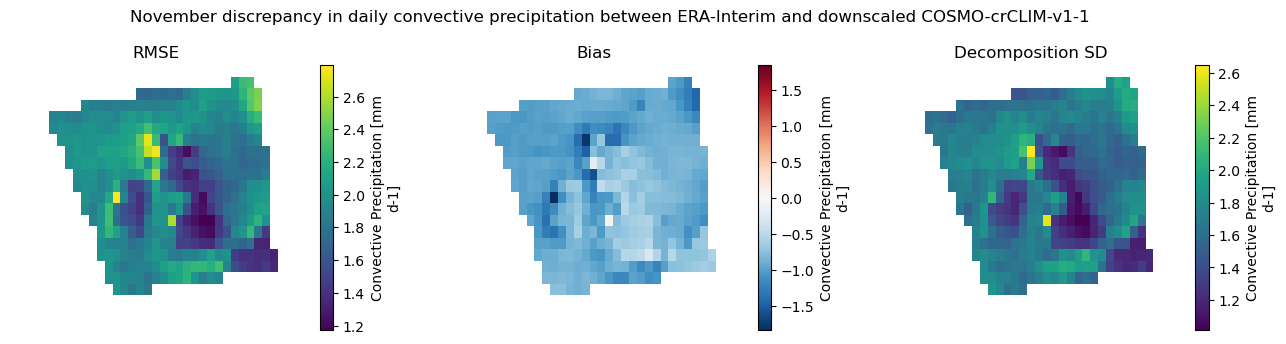 November discrepancy in daily convective precipitation between ERA-Interim and downscaled COSMO-crCLIM-v1-1
RMSE
2.6
2.4
2.2
2.0
1.8
1.6
1.4
1.2
Convective Precipitation [mm
d-1]
Bias
1.5
1.0
0.5
0.0
−0.5
−1.0
−1.5
Convective Precipitation [mm
d-1]
Decomposition SD
2.6
2.4
2.2
2.0
1.8
1.6
1.4
1.2
Convective Precipitation [mm
d-1]